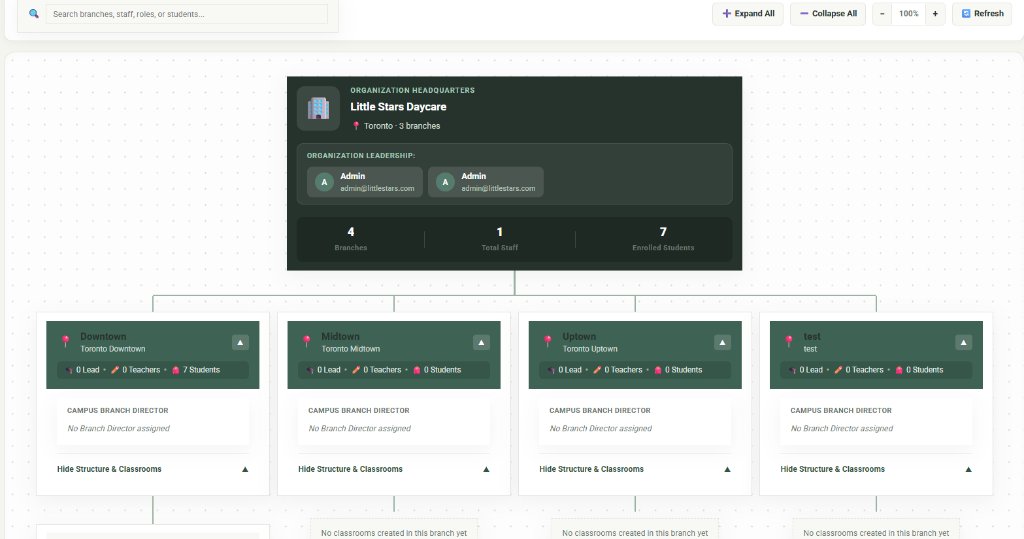 Search branches, staff, roles, or students...
Expand All
Collapse All
- 100% +
Refresh
ORGANIZATION HEADQUARTERS
Little Stars Daycare
Toronto · 3 branches
ORGANIZATION LEADERSHIP:
A Admin
admin@littlestars.com
A Admin
admin@littlestars.com
4 1 7
Branches Total Staff Enrolled Students
Downtown
Toronto Downtown
0 Lead • 0 Teachers • 7 Students
CAMPUS BRANCH DIRECTOR
No Branch Director assigned
Hide Structure & Classrooms
Midtown
Toronto Midtown
0 Lead • 0 Teachers • 0 Students
CAMPUS BRANCH DIRECTOR
No Branch Director assigned
Hide Structure & Classrooms
No classrooms created in this branch yet
Uptown
Toronto Uptown
0 Lead • 0 Teachers • 0 Students
CAMPUS BRANCH DIRECTOR
No Branch Director assigned
Hide Structure & Classrooms
No classrooms created in this branch yet
test
test
0 Lead • 0 Teachers • 0 Students
CAMPUS BRANCH DIRECTOR
No Branch Director assigned
Hide Structure & Classrooms
No classrooms created in this branch yet